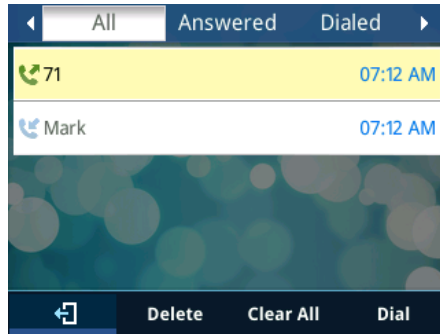 All Answered Dialed
71 07:12 AM
Mark 07:12 AM
Delete Clear All Dial